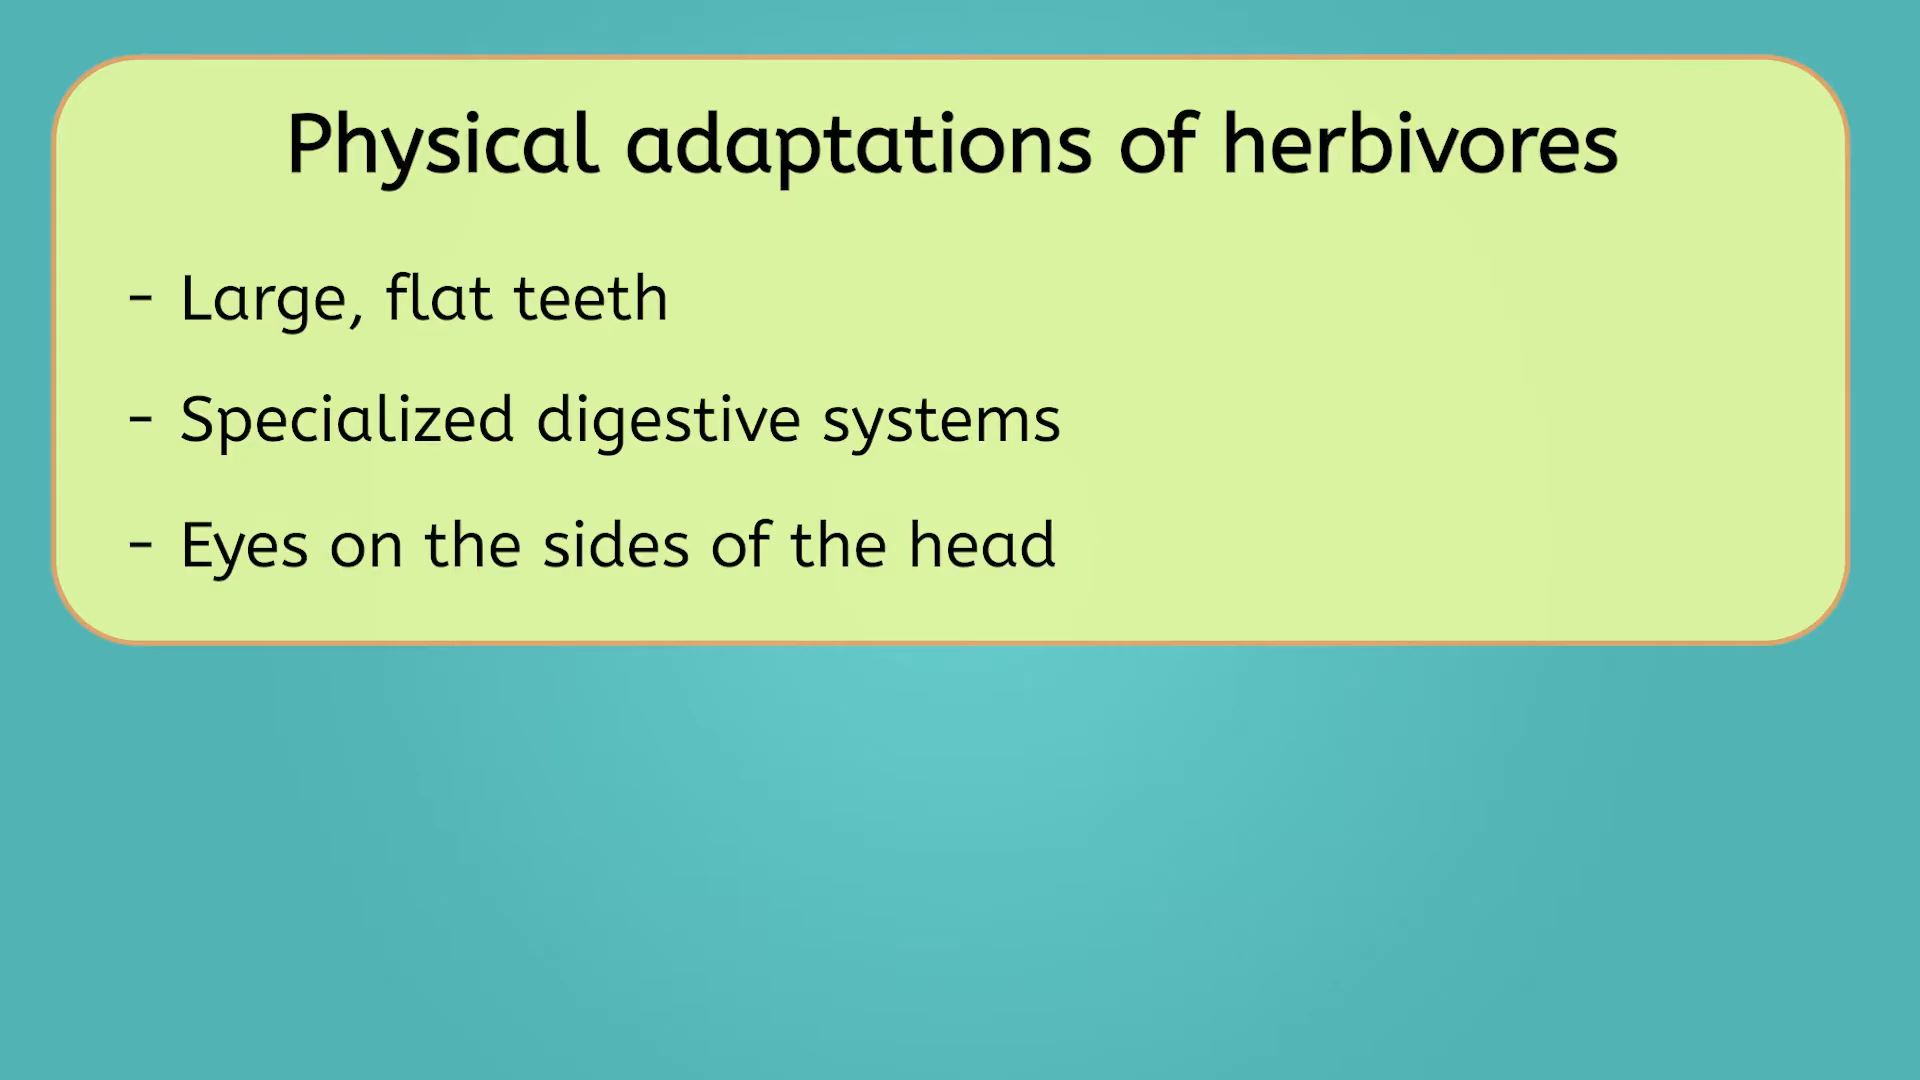 Physical adaptations of herbivores
- Large, flat teeth
- Specialized digestive systems
- Eyes on the sides of the head